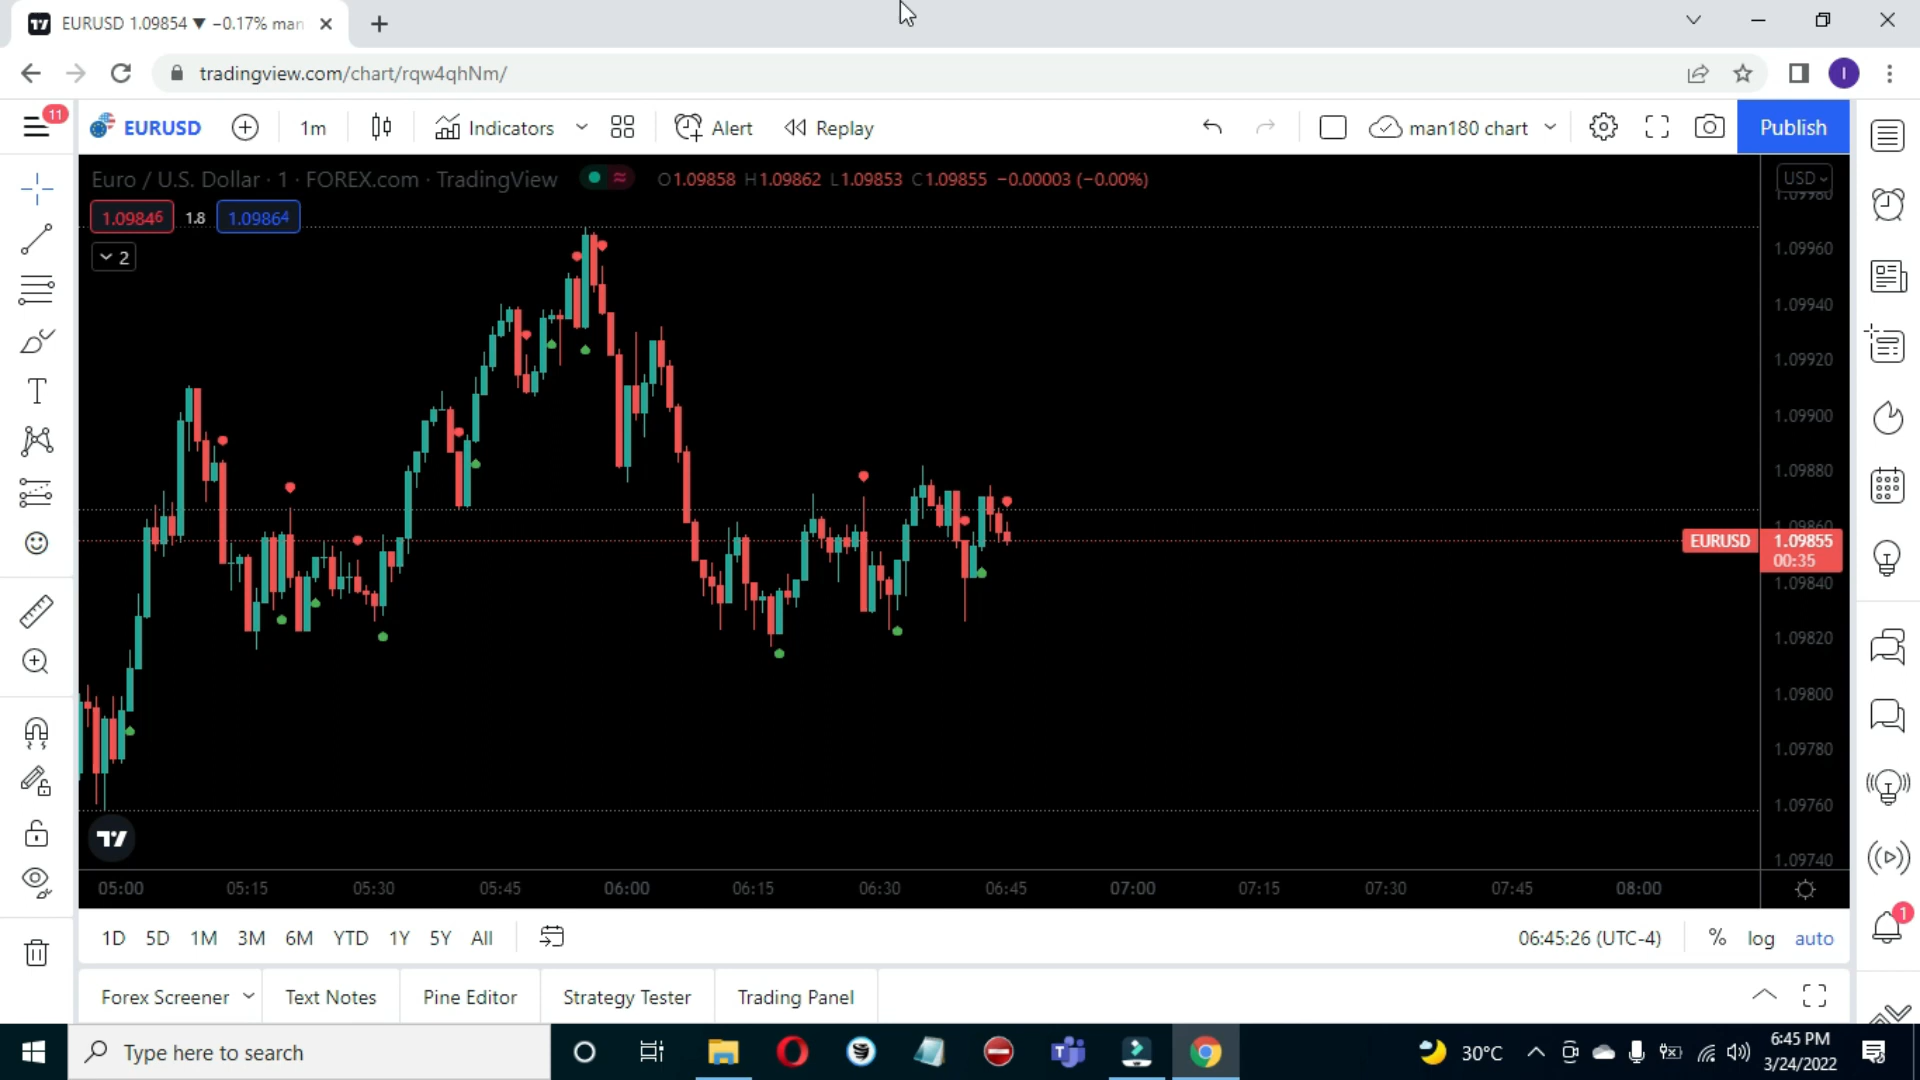 EURUSD 1.09854 ▼ −0.17% man
tradingview.com/chart/rqw4qhNm/
11
EURUSD
1m
Indicators
Alert
Replay
man180 chart
Publish
Euro / U.S. Dollar · 1 · FOREX.com · TradingView
O1.09858 H1.09862 L1.09853 C1.09855 −0.00003 (−0.00%)
USD
1.09846
1.8
1.09864
2
1.09980
1.09960
1.09940
1.09920
1.09900
1.09880
1.09860
EURUSD
1.09855
00:35
1.09840
1.09820
1.09800
1.09780
1.09760
1.09740
05:00 05:15 05:30 05:45 06:00 06:15 06:30 06:45 07:00 07:15 07:30 07:45 08:00
1D 5D 1M 3M 6M YTD 1Y 5Y All
06:45:26 (UTC-4)
% log auto
1
Forex Screener
Text Notes
Pine Editor
Strategy Tester
Trading Panel
Type here to search
30°C
6:45 PM
3/24/2022